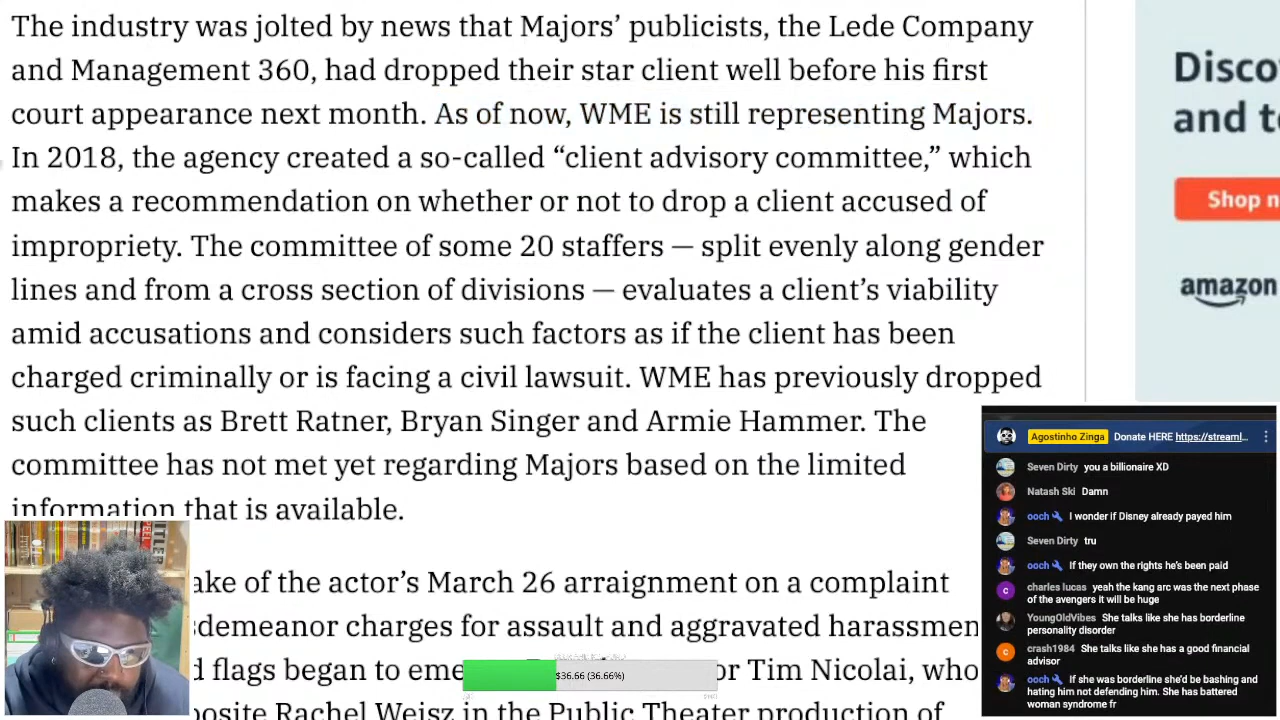 The industry was jolted by news that Majors’ publicists, the Lede Company
and Management 360, had dropped their star client well before his first
court appearance next month. As of now, WME is still representing Majors.
In 2018, the agency created a so-called “client advisory committee,” which
makes a recommendation on whether or not to drop a client accused of
impropriety. The committee of some 20 staffers — split evenly along gender
lines and from a cross section of divisions — evaluates a client’s viability
amid accusations and considers such factors as if the client has been
charged criminally or is facing a civil lawsuit. WME has previously dropped
such clients as Brett Ratner, Bryan Singer and Armie Hammer. The
committee has not met yet regarding Majors based on the limited
information that is available.
ake of the actor’s March 26 arraignment on a complaint
sdemeanor charges for assault and aggravated harassmen
d flags began to eme
or Tim Nicolai, who
posite Rachel Weisz in the Public Theater production of
$36.66 (36.66%)
Disco
and to
Shop n
amazon
Agostinho Zinga Donate HERE https://streaml...
Seven Dirty you a billionaire XD
Natash Ski Damn
ooch I wonder if Disney already payed him
Seven Dirty tru
ooch If they own the rights he’s been paid
charles lucas yeah the kang arc was the next phase
of the avengers it will be huge
YoungOldVibes She talks like she has borderline
personality disorder
crash1984 She talks like she has a good financial
advisor
ooch If she was borderline she’d be bashing and
hating him not defending him. She has battered
woman syndrome fr